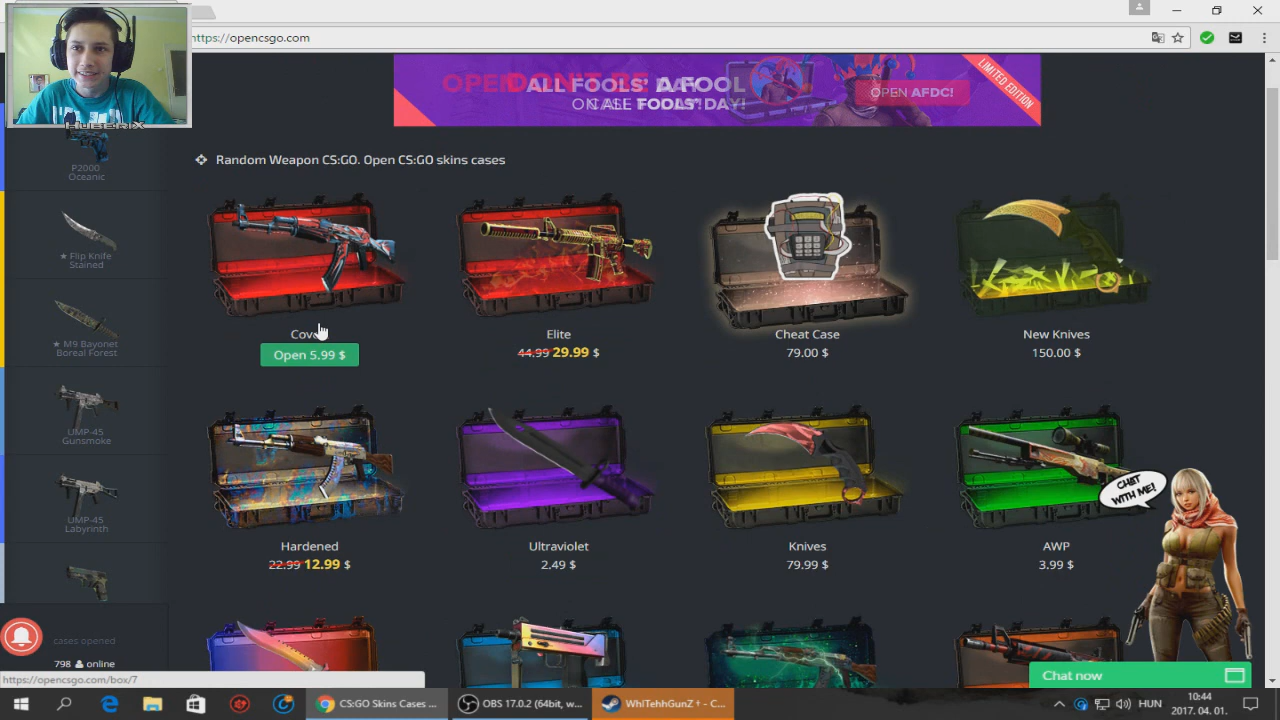 https://opencsgo.com
LIMITED EDITION
OPEN AFDC!
P2000
Oceanic
Random Weapon CS:GO. Open CS:GO skins cases
★ Flip Knife
Stained
★ M9 Bayonet
Boreal Forest
UMP-45
Gunsmoke
UMP-45
Labyrinth
Open 5.99 $
Elite
44.99 29.99 $
Cheat Case
79.00 $
New Knives
150.00 $
Hardened
22.99 12.99 $
Ultraviolet
2.49 $
Knives
79.99 $
AWP
3.99 $
CHAT
WITH ME!
cases opened
798 online
https://opencsgo.com/box/7
Chat now
CS:GO Skins Cases ...
OBS 17.0.2 (64bit, w...
WhITehhGunZ † - C...
HUN
10:44
2017. 04. 01.